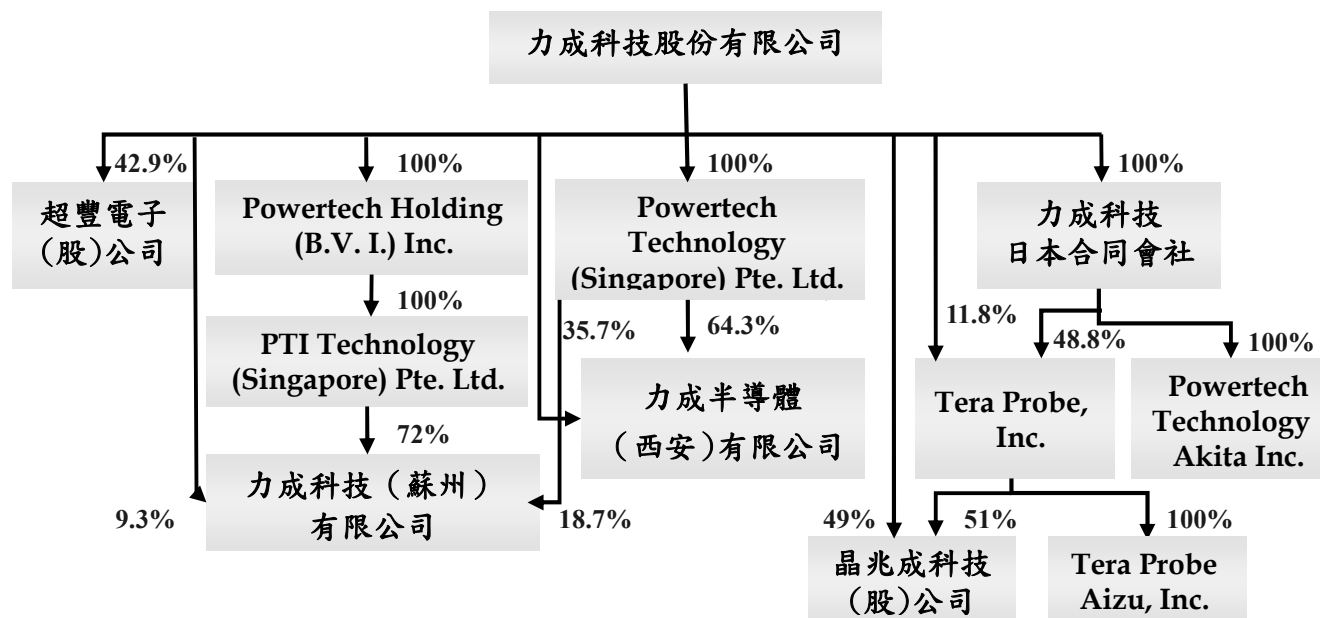 力成科技股份有限公司
42.9%
100%
100%
100%
超豐電子
(股)公司
Powertech Holding
(B.V. I.) Inc.
Powertech
Technology
(Singapore) Pte. Ltd.
力成科技
日本合同會社
100%
35.7%
64.3%
11.8%
48.8%
100%
PTI Technology
(Singapore) Pte. Ltd.
力成半導體
（西安）有限公司
Tera Probe,
Inc.
Powertech
Technology
Akita Inc.
72%
力成科技（蘇州）
有限公司
9.3%
18.7%
49%
51%
100%
晶兆成科技
(股)公司
Tera Probe
Aizu, Inc.